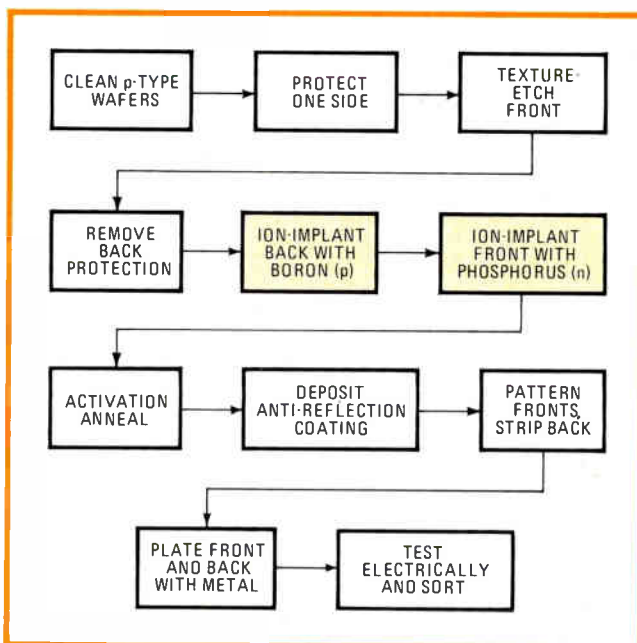 CLEAN p-TYPE
WAFERS
PROTECT
ONE SIDE
TEXTURE-
ETCH
FRONT
REMOVE
BACK
PROTECTION
ION-IMPLANT
BACK WITH
BORON (p)
ION-IMPLANT
FRONT WITH
PHOSPHORUS (n)
ACTIVATION
ANNEAL
DEPOSIT
ANTI-REFLECTION
COATING
PATTERN
FRONTS,
STRIP BACK
PLATE FRONT
AND BACK
WITH METAL
TEST
ELECTRICALLY
AND SORT